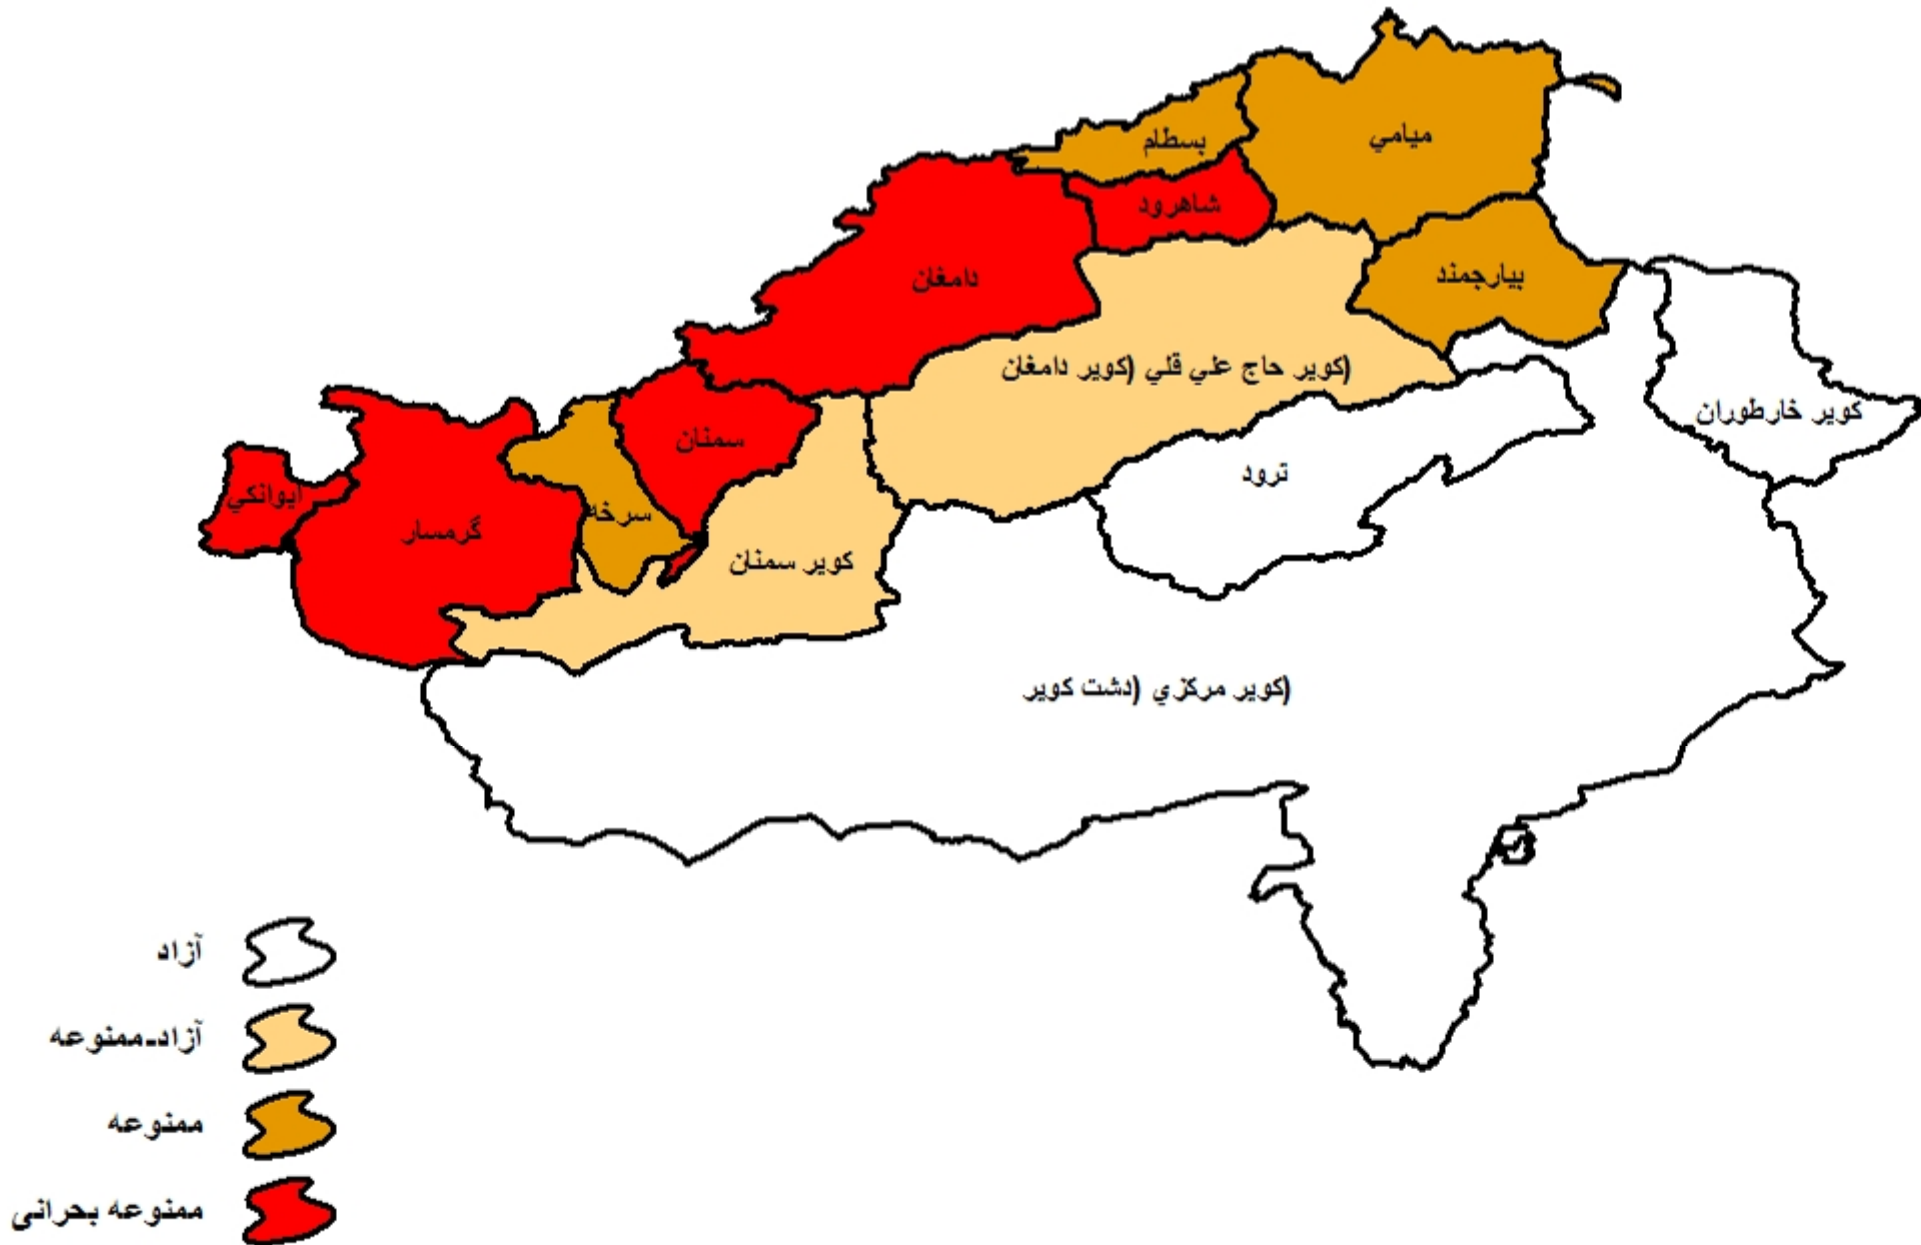 ميامي
بسطام
شاهرود
بيارجمند
دامغان
(كوير حاج علي قلي (كوير دامغان
كوير خارطوران
سمنان
ترود
ايوانكي
سرخه
گرمسار
كوير سمنان
(كوير مركزي (دشت كوير
آزاد
آزاد-ممنوعه
ممنوعه
ممنوعه بحرانی